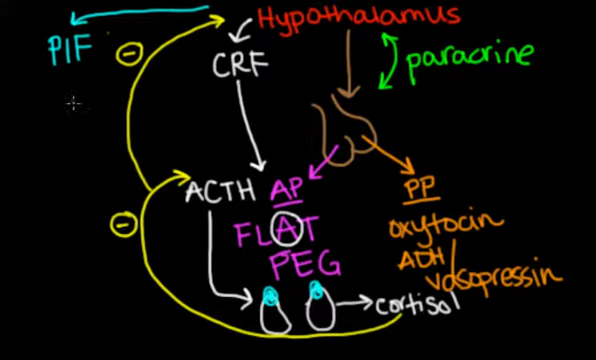 Hypothalamus
PIF
CRF
paracrine
ACTH
AP
PP
FLAT
PEG
oxytocin
ADH/
vasopressin
cortisol